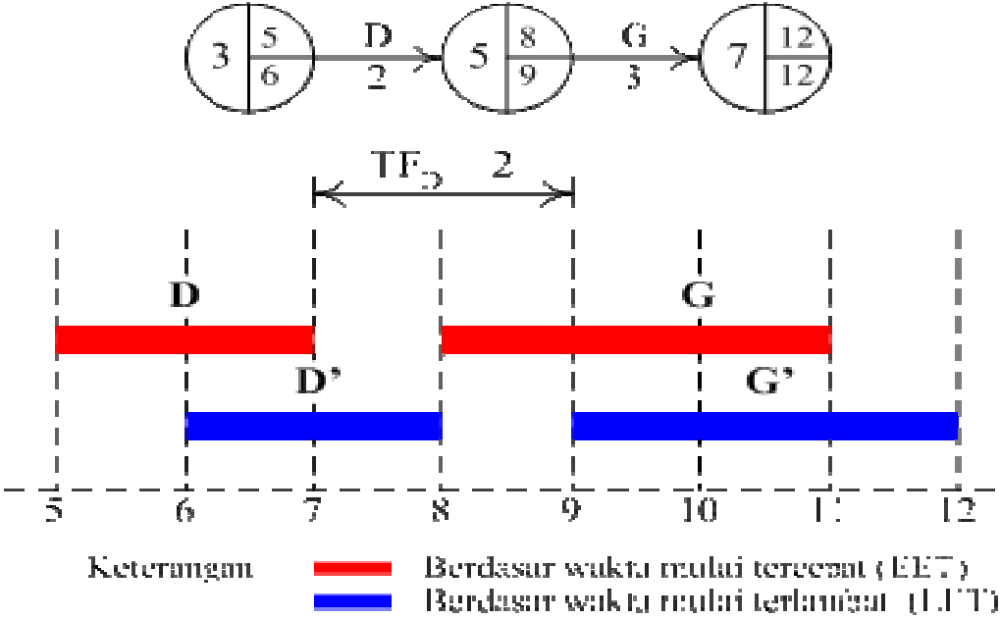 3 5 6 D 2 5 8 9 G 3 7 12 12
TF_D 2
D G
D' G'
5 6 7 8 9 10 11 12
Keterangan Berdasar waktu mulai tercepat (EET)
Berdasar waktu mulai terlambat (LET)